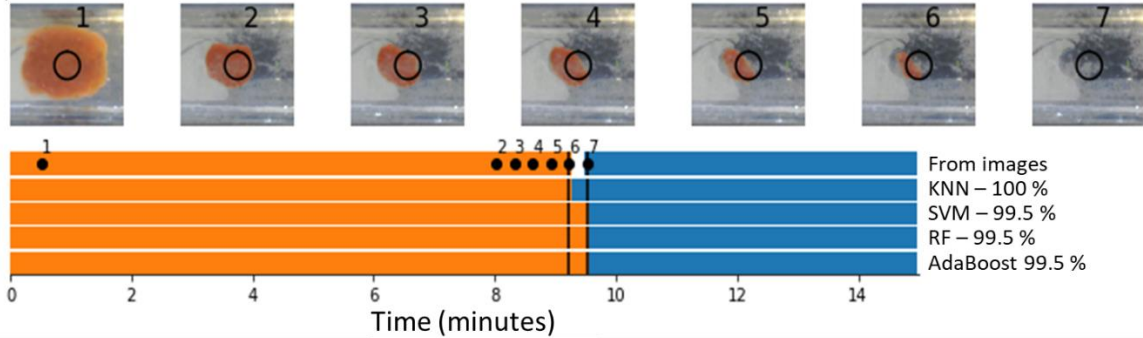 1 2 3 4 5 6 7
1 2 3 4 5 6 7
From images
KNN – 100 %
SVM – 99.5 %
RF – 99.5 %
AdaBoost 99.5 %
0 2 4 6 8 10 12 14
Time (minutes)